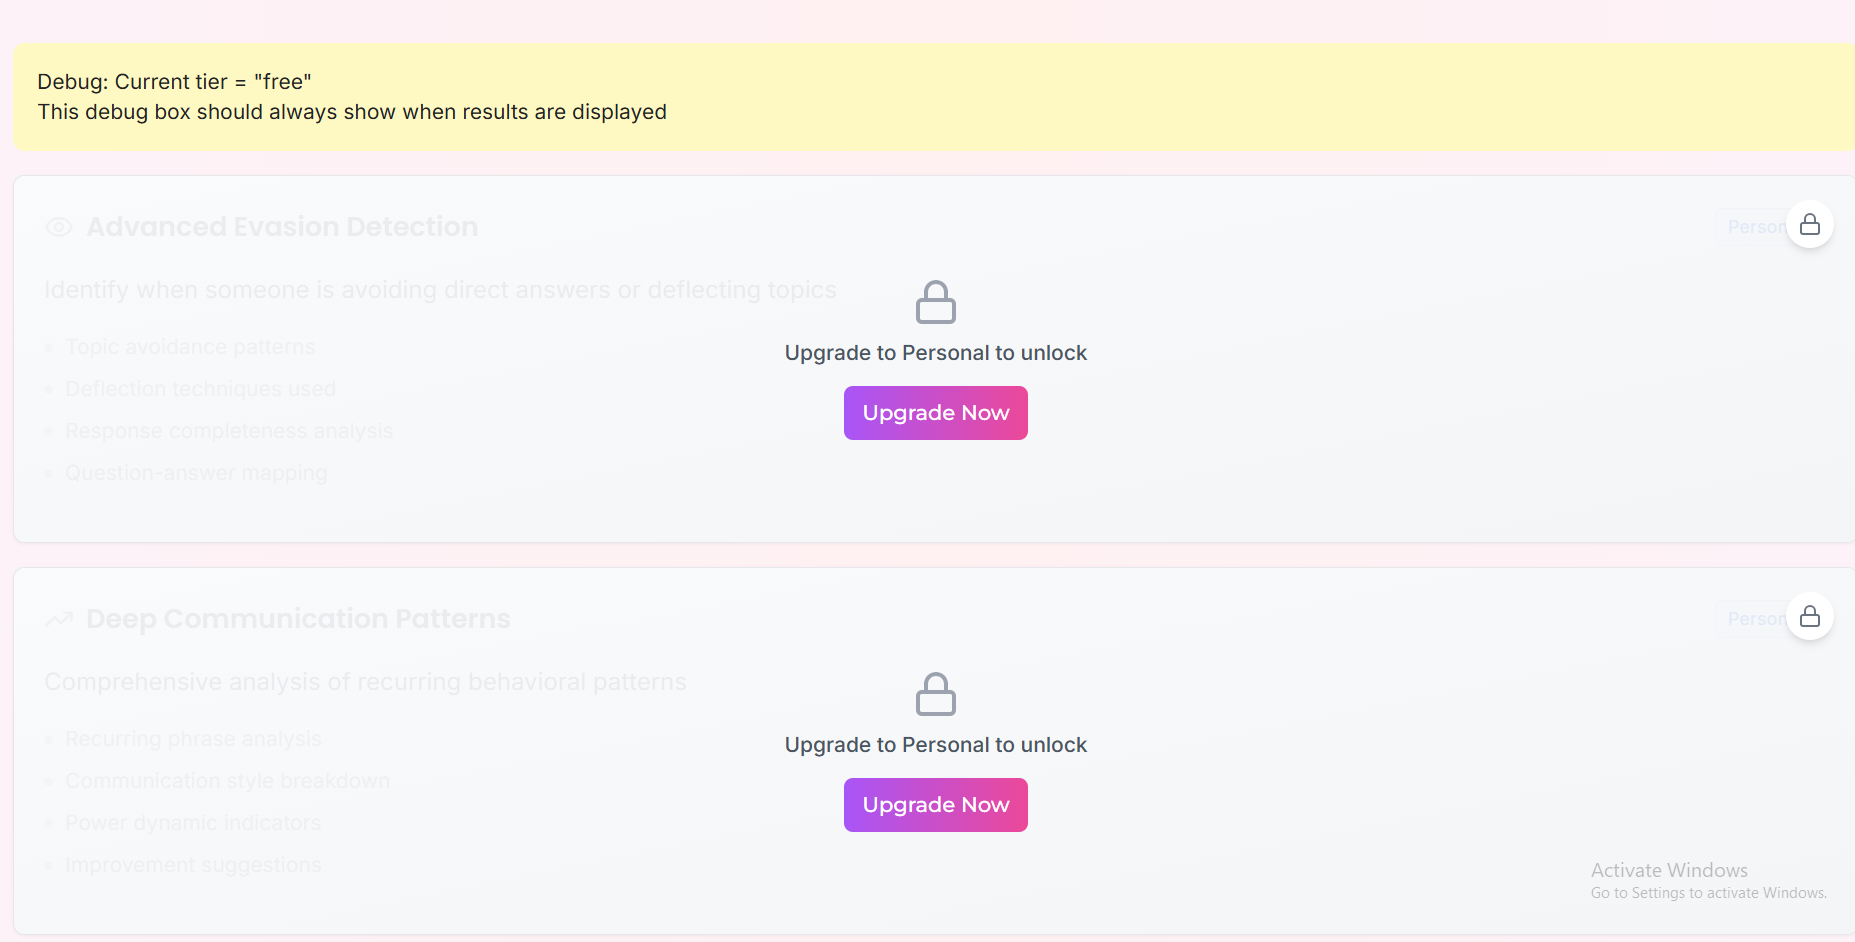 Debug: Current tier = "free"
This debug box should always show when results are displayed
Advanced Evasion Detection
Person
Identify when someone is avoiding direct answers or deflecting topics
Topic avoidance patterns
Upgrade to Personal to unlock
Deflection techniques used
Upgrade Now
Response completeness analysis
Question-answer mapping
Deep Communication Patterns
Person
Comprehensive analysis of recurring behavioral patterns
Recurring phrase analysis
Upgrade to Personal to unlock
Communication style breakdown
Upgrade Now
Power dynamic indicators
Improvement suggestions
Activate Windows
Go to Settings to activate Windows.